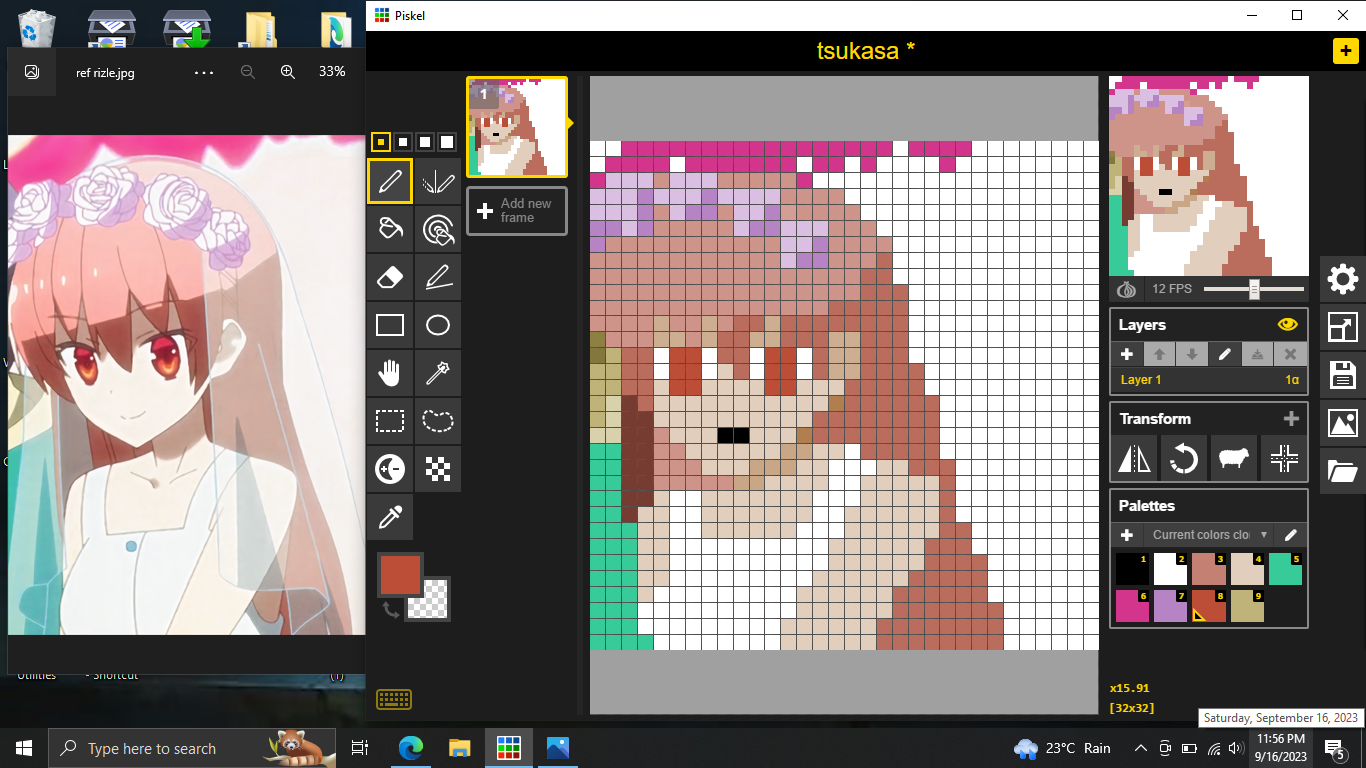 Piskel
tsukasa *
ref rizle.jpg
33%
1
Add new
frame
12 FPS
Layers
Layer 1
1α
Transform
Palettes
Current colors clo
1
2
3
4
5
6
7
8
9
x15.91
[32x32]
Utilities
- Shortcut
(1)
Saturday, September 16, 2023
Type here to search
23°C Rain
11:56 PM
9/16/2023
5